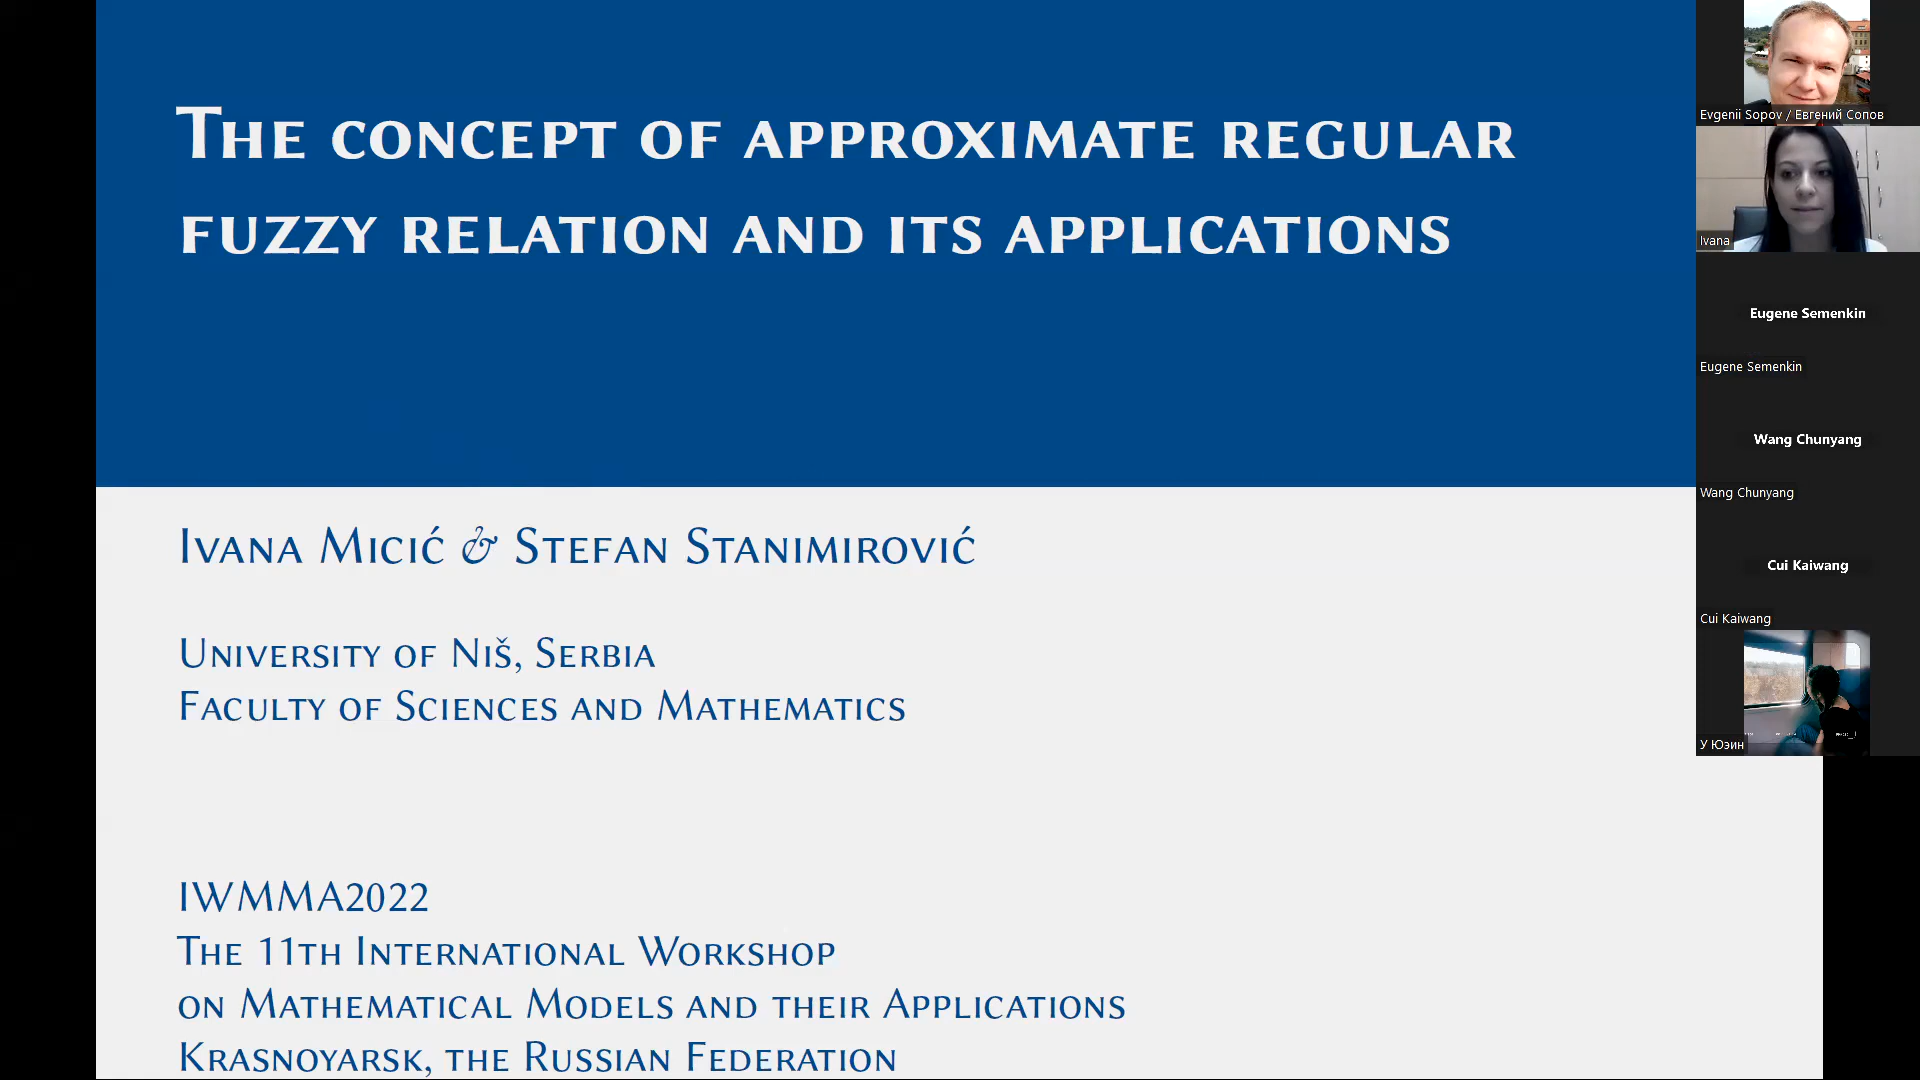 The concept of approximate regular
fuzzy relation and its applications
Ivana Micić & Stefan Stanimirović
University of Niš, Serbia
Faculty of Sciences and Mathematics
IWMMA2022
The 11th International Workshop
on Mathematical Models and their Applications
Krasnoyarsk, the Russian Federation
Evgenii Sopov / Евгений Сопов
Ivana
Eugene Semenkin
Eugene Semenkin
Wang Chunyang
Wang Chunyang
Cui Kaiwang
Cui Kaiwang
У Юэин